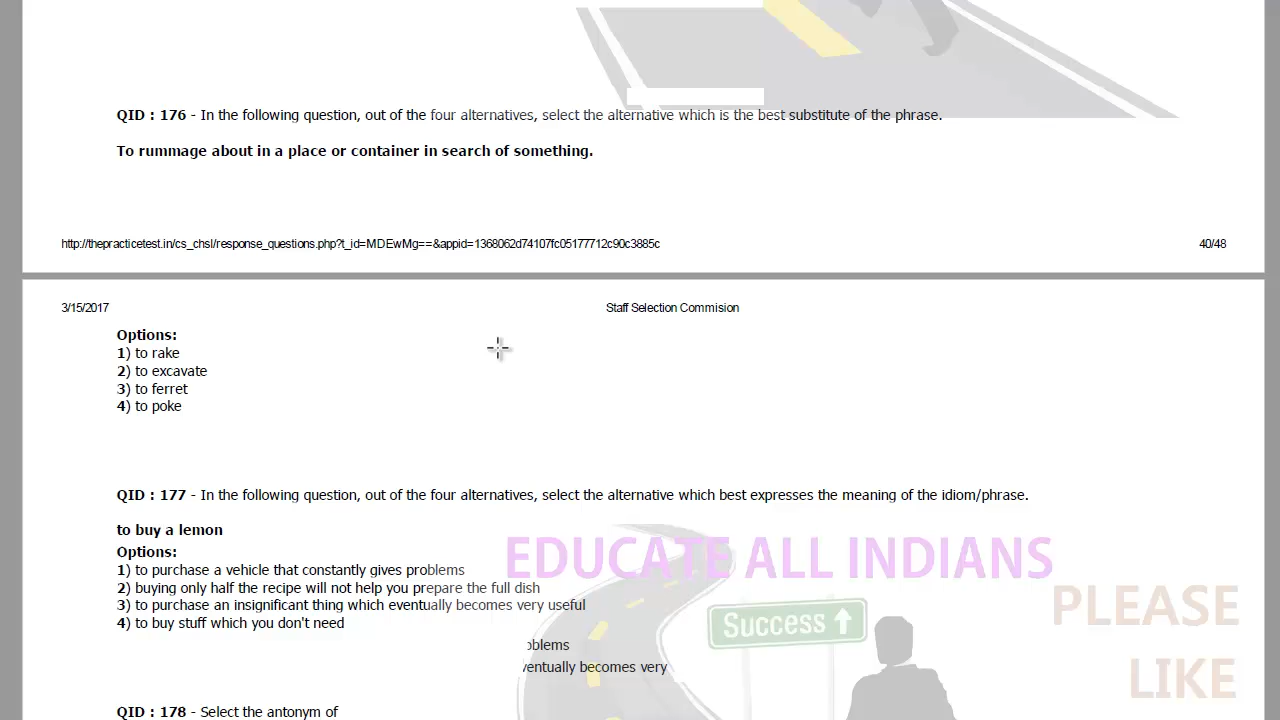 QID : 176 - In the following question, out of the four alternatives, select the alternative which is the best substitute of the phrase.
To rummage about in a place or container in search of something.
http://thepracticetest.in/cs_chsl/response_questions.php?t_id=MDEwMg==&appid=1368062d74107fc05177712c90c3885c 40/48
3/15/2017 Staff Selection Commision
Options:
1) to rake
2) to excavate
3) to ferret
4) to poke
QID : 177 - In the following question, out of the four alternatives, select the alternative which best expresses the meaning of the idiom/phrase.
to buy a lemon
Options:
1) to purchase a vehicle that constantly gives problems
2) buying only half the recipe will not help you prepare the full dish
3) to purchase an insignificant thing which eventually becomes very useful
4) to buy stuff which you don't need
EDUCATE ALL INDIANS
PLEASE
LIKE
Success
oblems
entually becomes very
QID : 178 - Select the antonym of